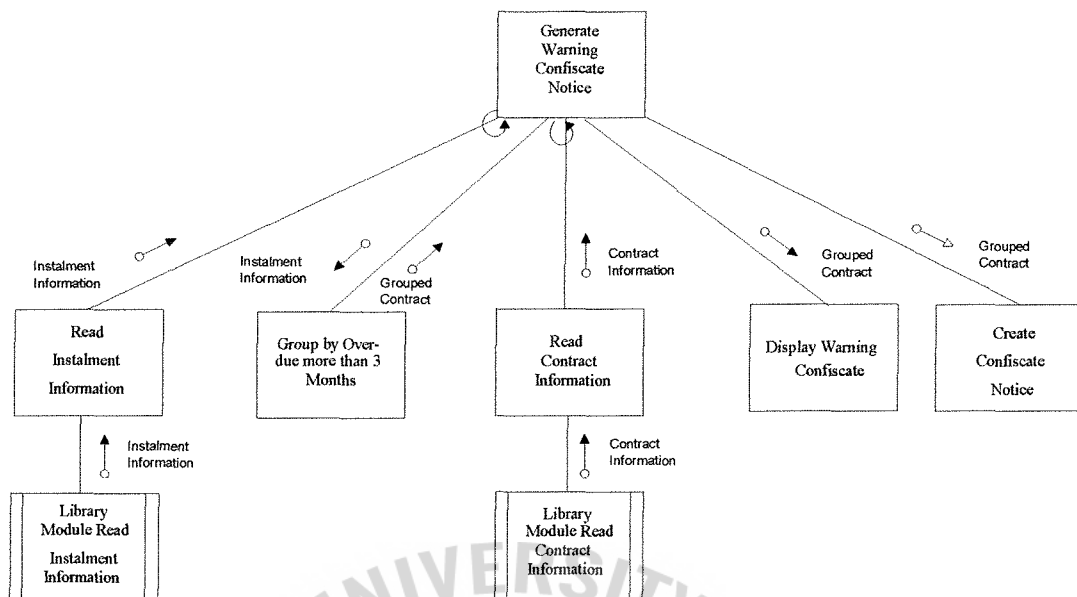 Generate
Warning
Confiscate
Notice
Instalment
Information
Instalment
Information
Grouped
Contract
Contract
Information
Grouped
Contract
Grouped
Contract
Read
Instalment
Information
Group by Over-
due more than 3
Months
Read
Contract
Information
Display Warning
Confiscate
Create
Confiscate
Notice
Instalment
Information
Contract
Information
Library
Module Read
Instalment
Information
Library
Module Read
Contract
Information
UNIVERSITY